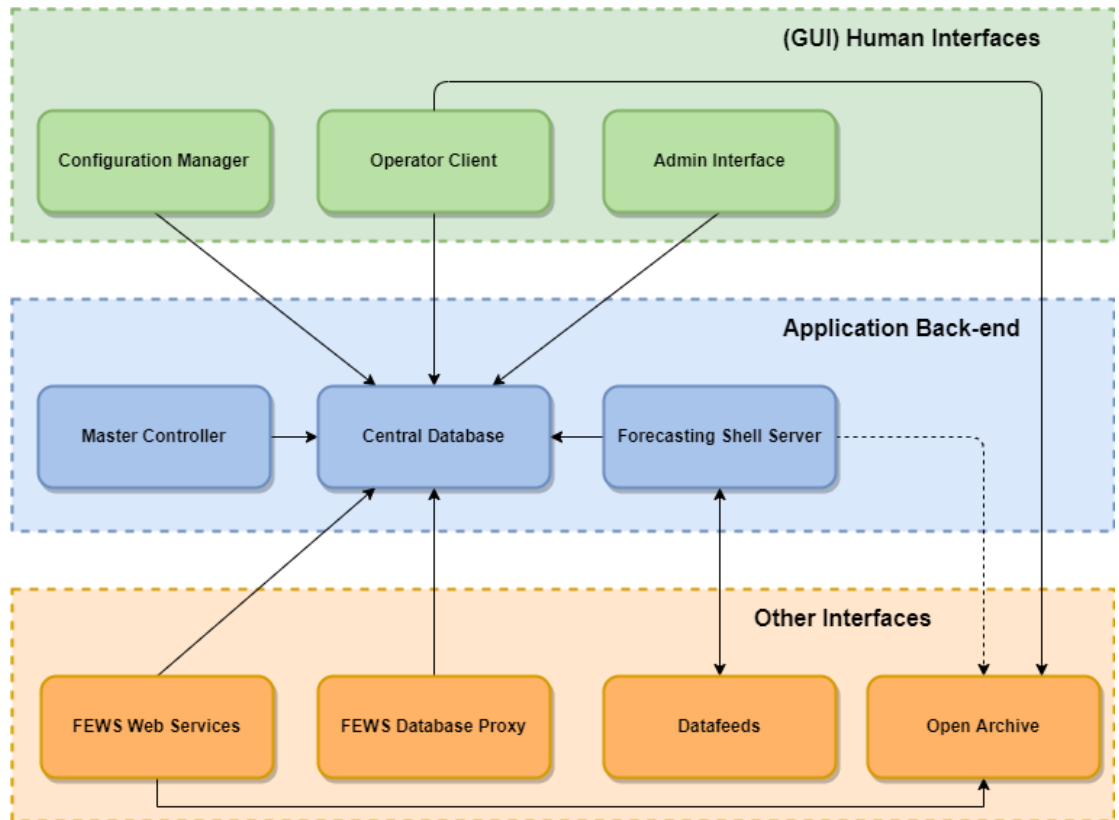 (GUI) Human Interfaces
Configuration Manager
Operator Client
Admin Interface
Application Back-end
Master Controller
Central Database
Forecasting Shell Server
Other Interfaces
FEWS Web Services
FEWS Database Proxy
Datafeeds
Open Archive